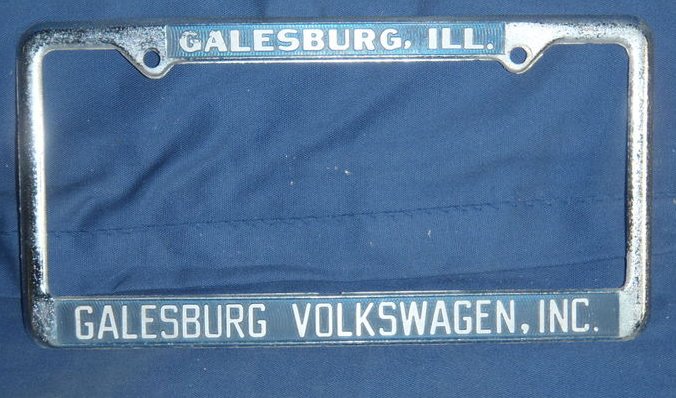 GALESBURG, ILL.
GALESBURG VOLKSWAGEN, INC.